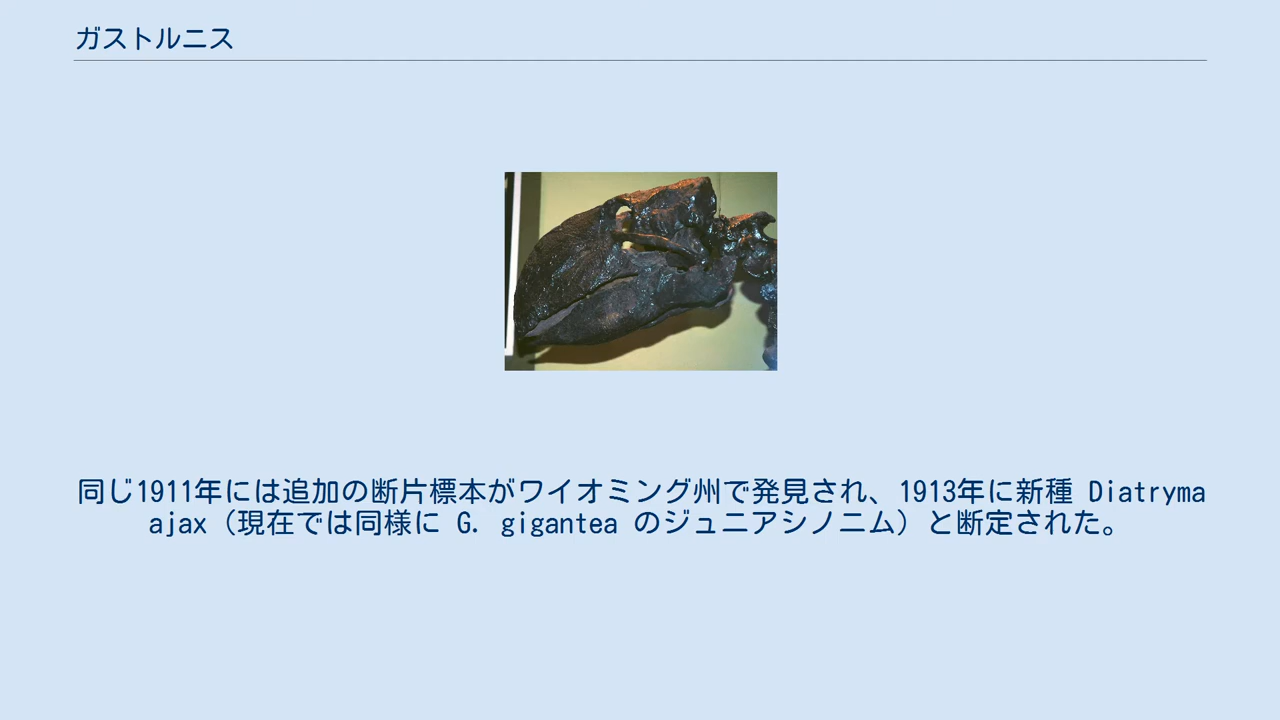 ガストルニス
同じ1911年には追加の断片標本がワイオミング州で発見され、1913年に新種 Diatryma
ajax（現在では同様に G. gigantea のジュニアシノニム）と断定された。